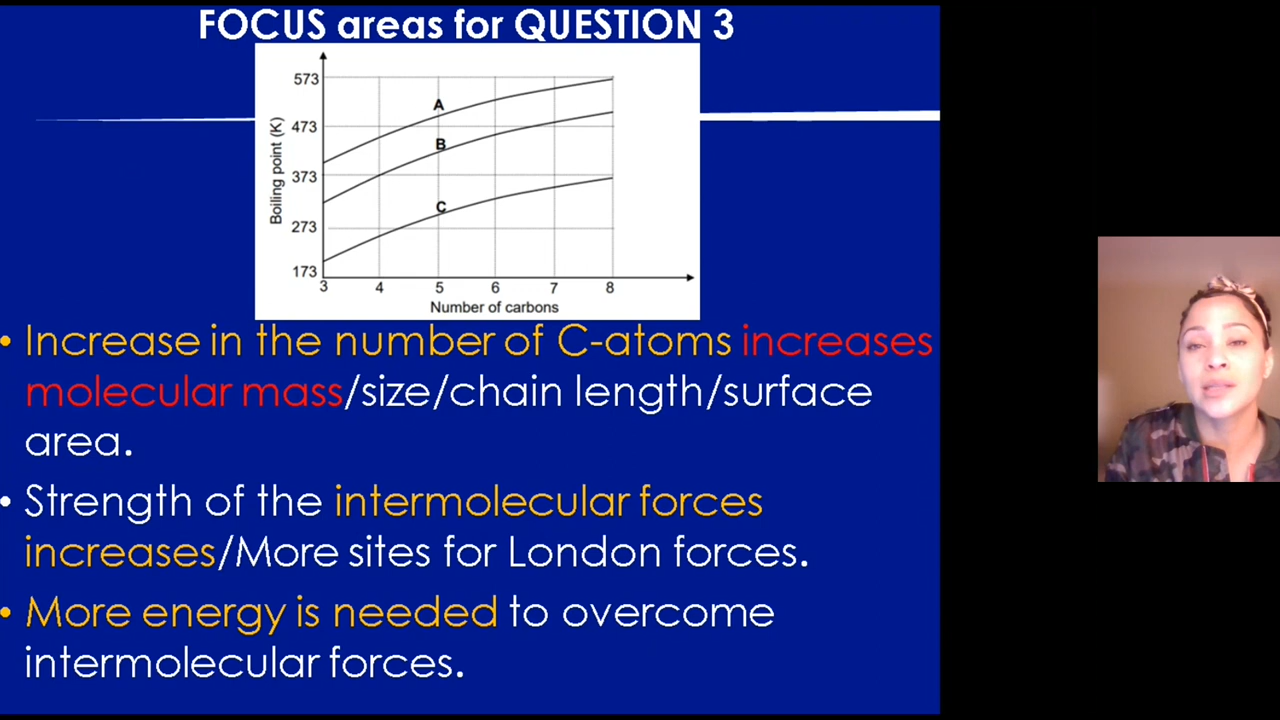 FOCUS areas for QUESTION 3
573
473
373
273
173
Boiling point (K)
A
B
C
3 4 5 6 7 8
Number of carbons
• Increase in the number of C-atoms increases
molecular mass/size/chain length/surface
area.
• Strength of the intermolecular forces
increases/More sites for London forces.
• More energy is needed to overcome
intermolecular forces.